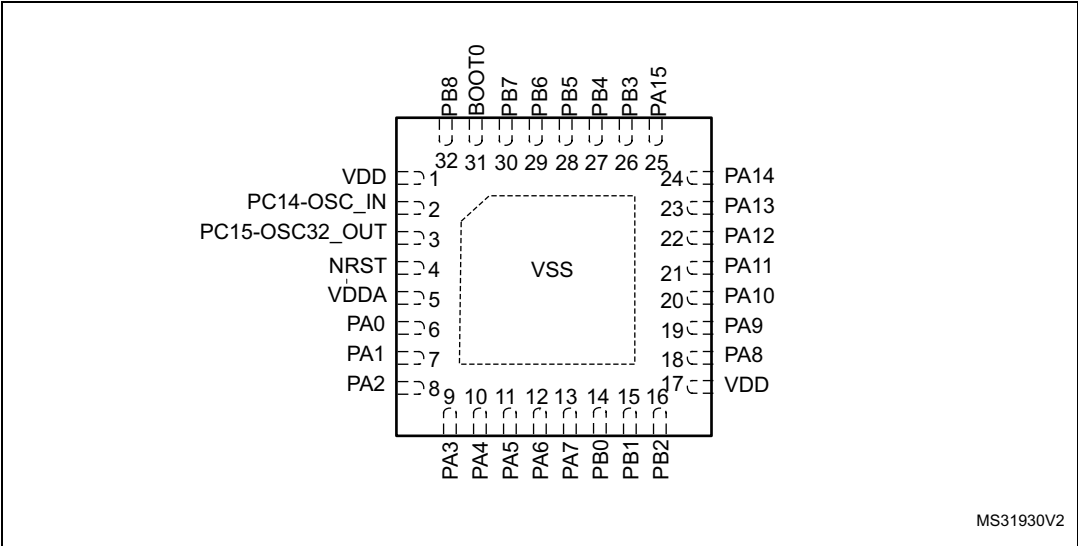 PB8
BOOT0
PB7
PB6
PB5
PB4
PB3
PA15
32 31 30 29 28 27 26 25
VDD 1
PC14-OSC_IN 2
PC15-OSC32_OUT 3
NRST 4
VDDA 5
PA0 6
PA1 7
PA2 8
VSS
24 PA14
23 PA13
22 PA12
21 PA11
20 PA10
19 PA9
18 PA8
17 VDD
9 10 11 12 13 14 15 16
PA3
PA4
PA5
PA6
PA7
PB0
PB1
PB2
MS31930V2